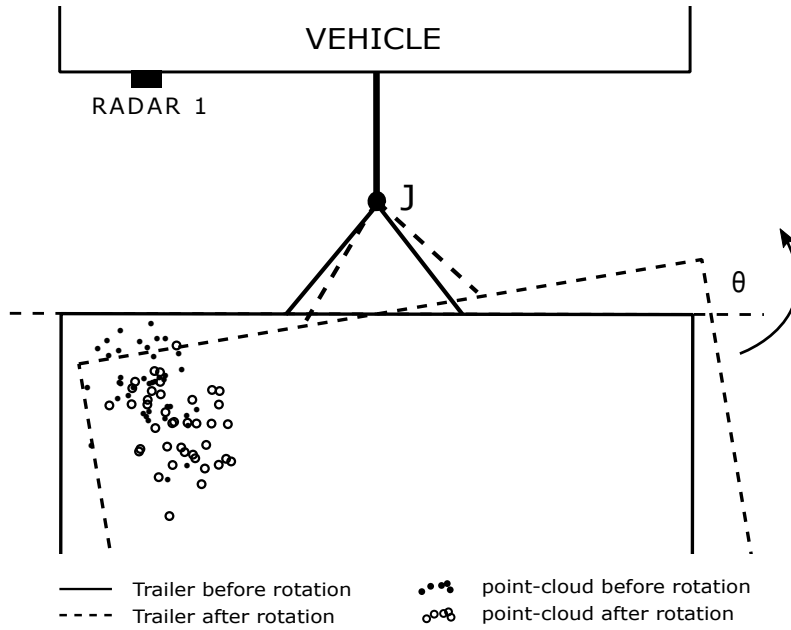 VEHICLE
RADAR 1
J
θ
Trailer before rotation
point-cloud before rotation
Trailer after rotation
point-cloud after rotation